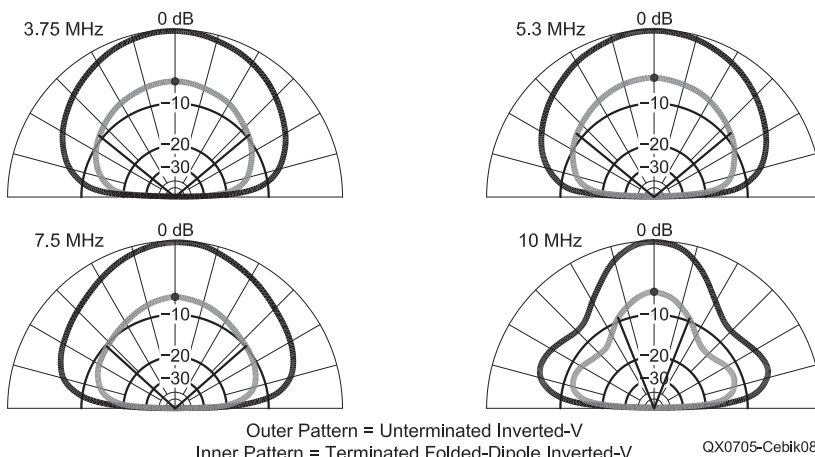 3.75 MHz
0 dB
−10
−20
−30
5.3 MHz
0 dB
−10
−20
−30
7.5 MHz
0 dB
−10
−20
−30
10 MHz
0 dB
−10
−20
−30
Outer Pattern = Unterminated Inverted-V
Inner Pattern = Terminated Folded-Dipole Inverted-V
QX0705-Cebik08